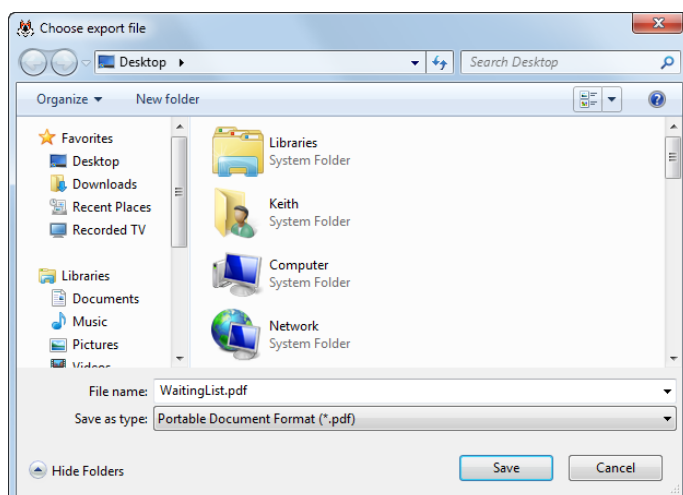 Choose export file
Desktop
Search Desktop
Organize
New folder
Favorites
Desktop
Downloads
Recent Places
Recorded TV
Libraries
Documents
Music
Pictures
Videos
Libraries
System Folder
Keith
System Folder
Computer
System Folder
Network
System Folder
File name: WaitingList.pdf
Save as type: Portable Document Format (*.pdf)
Hide Folders
Save
Cancel